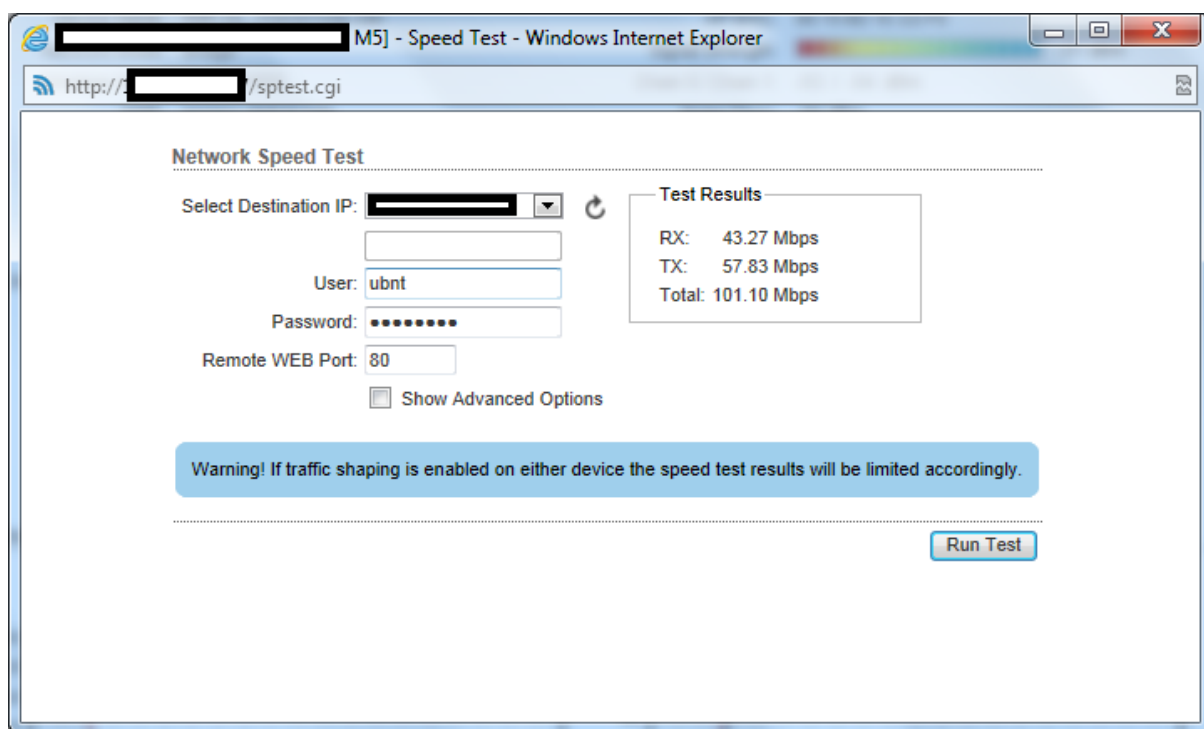 M5] - Speed Test - Windows Internet Explorer
http:// /sptest.cgi
Network Speed Test
Select Destination IP:
User: ubnt
Password: ●●●●●●●●
Remote WEB Port: 80
Show Advanced Options
Test Results
RX: 43.27 Mbps
TX: 57.83 Mbps
Total: 101.10 Mbps
Warning! If traffic shaping is enabled on either device the speed test results will be limited accordingly.
Run Test